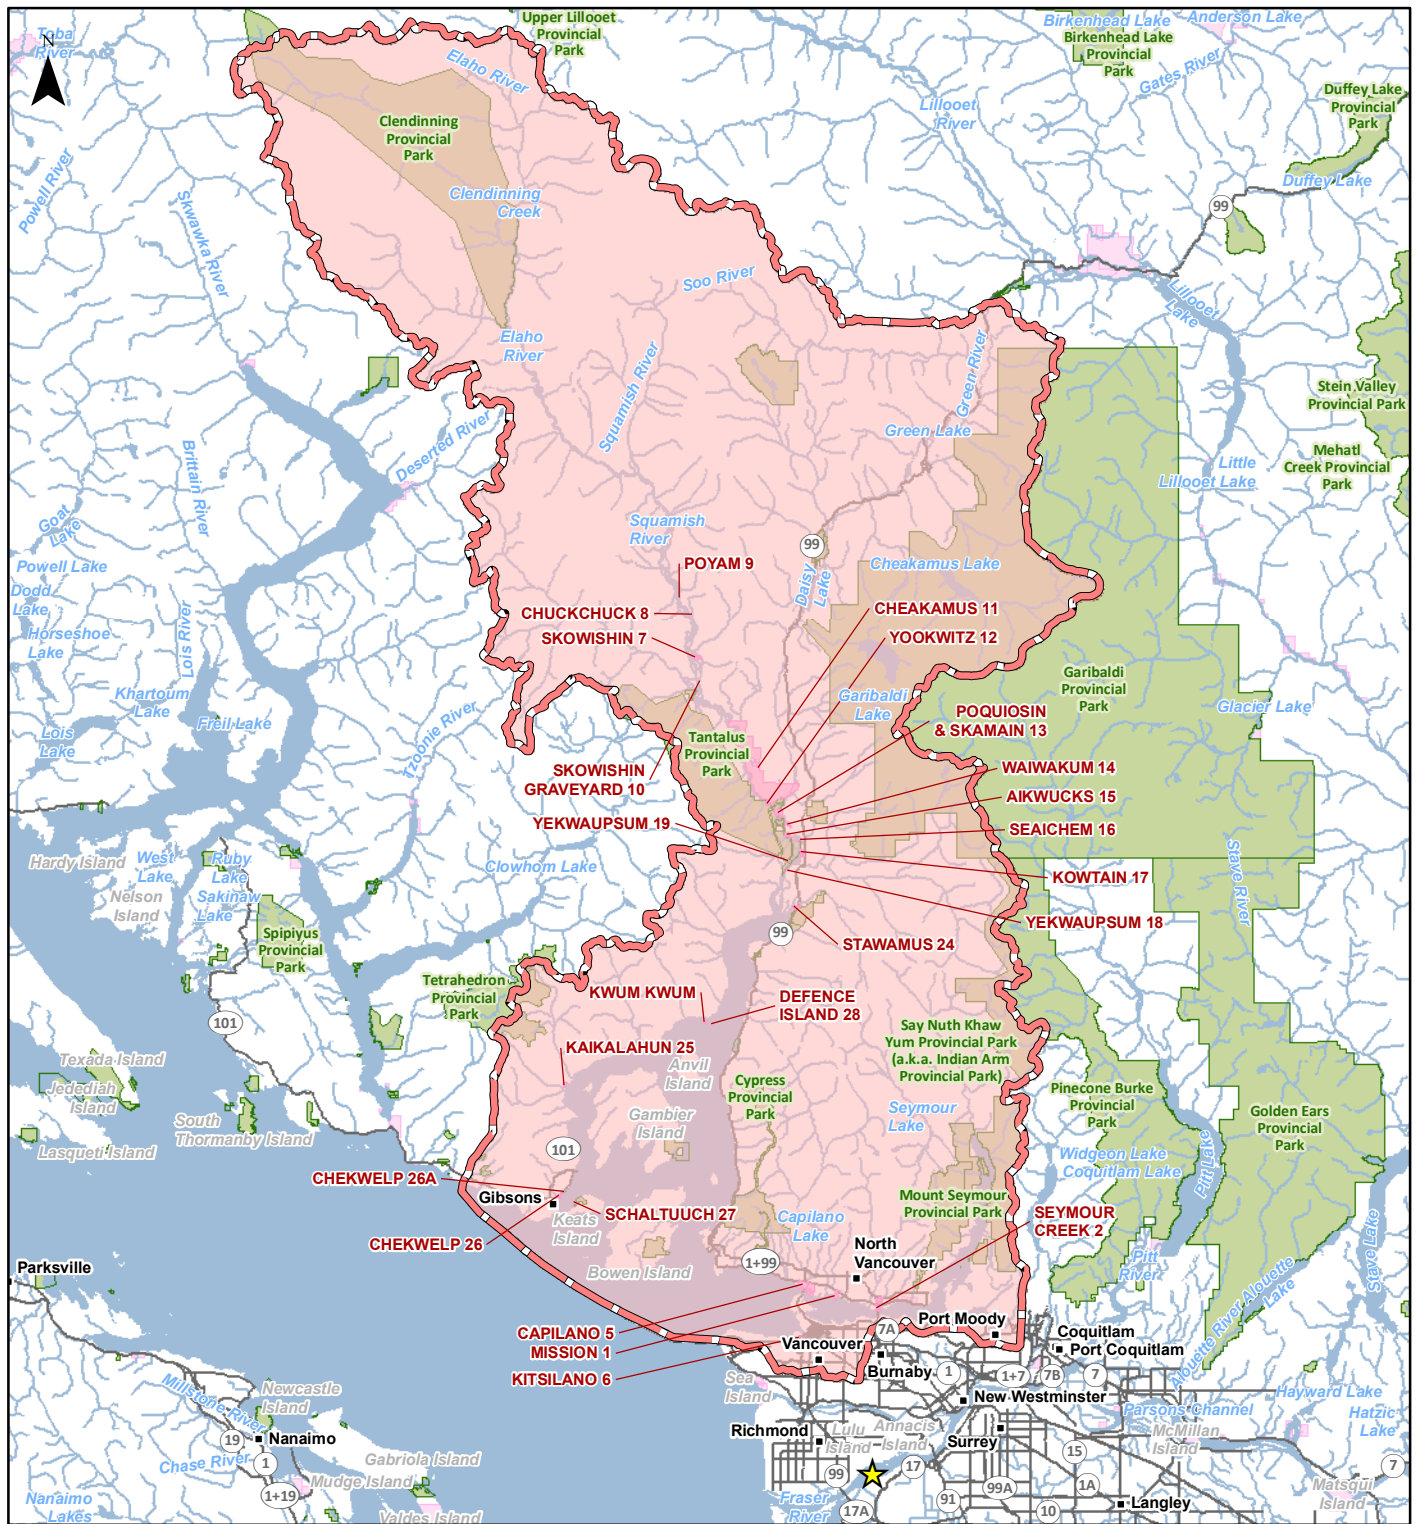 Upper Lillooet
Provincial
Park
Birkenhead Lake
Birkenhead Lake
Provincial
Park
Anderson Lake
Gates River
Toba
River
N
Elaho River
Lillooet
River
Duffey Lake
Provincial
Park
Duffey Lake
99
Clendinning
Provincial
Park
Clendinning
Creek
Powell River
Skwawka River
Soo River
Lillooet
Lake
Elaho
River
Squamish River
Green River
Green Lake
Stein Valley
Provincial Park
Mehatl
Creek Provincial
Park
Little
Lillooet Lake
Deserted River
Brittain River
Goat
Lake
Powell Lake
Dodd
Lake
Horseshoe
Lake
Lois River
Khartoum
Lake
Lois
Lake
Freil Lake
Squamish
River
99
Daisy
Lake
Cheakamus Lake
POYAM 9
CHUCKCHUCK 8
SKOWISHIN 7
CHEAKAMUS 11
YOOKWITZ 12
Garibaldi
Provincial
Park
Garibaldi
Lake
Glacier Lake
POQUIOSIN
& SKAMAIN 13
Tzoonie River
Tantalus
Provincial
Park
SKOWISHIN
GRAVEYARD 10
WAIWAKUM 14
AIKWUCKS 15
YEKWAUPSUM 19
SEAICHEM 16
Hardy Island
West
Lake
Ruby
Lake
Sakinaw
Lake
Nelson
Island
Clowhom Lake
Stave River
KOWTAIN 17
YEKWAUPSUM 18
STAWAMUS 24
99
Spipiyus
Provincial
Park
Tetrahedron
Provincial
Park
KWUM KWUM
DEFENCE
ISLAND 28
101
Say Nuth Khaw
Yum Provincial Park
(a.k.a. Indian Arm
Provincial Park)
KAIKALAHUN 25
Anvil
Island
Texada Island
Jedediah
Island
South
Thormanby Island
Lasqueti Island
Cypress
Provincial
Park
Gambier
Island
Seymour
Lake
Pinecone Burke
Provincial
Park
Golden Ears
Provincial
Park
Widgeon Lake
Coquitlam Lake
Pitt Lake
101
CHEKWELP 26A
Gibsons
SCHALTUUCH 27
Keats
Island
CHEKWELP 26
Mount Seymour
Provincial Park
SEYMOUR
CREEK 2
Capilano
Lake
North
Vancouver
1+99
Bowen Island
Pitt
River
Stave Lake
Alouette
Lake
Alouette River
Parksville
CAPILANO 5
MISSION 1
KITSILANO 6
7A
Port Moody
Vancouver
Burnaby
Coquitlam
Port Coquitlam
1
1+7
7B
7
Sea
Island
New Westminster
Hayward Lake
Hatzic
Lake
Parsons Channel
McMillan
Island
Millstone River
Newcastle
Island
19
Nanaimo
Chase River
1
1+19
Gabriola Island
Mudge Island
Valdes Island
Nanaimo
Lakes
Richmond
Lulu
Island
Annacis
Island
Surrey
15
99
17
17A
Fraser
River
91
99A
1A
10
7
Langley
Matsqui
Island